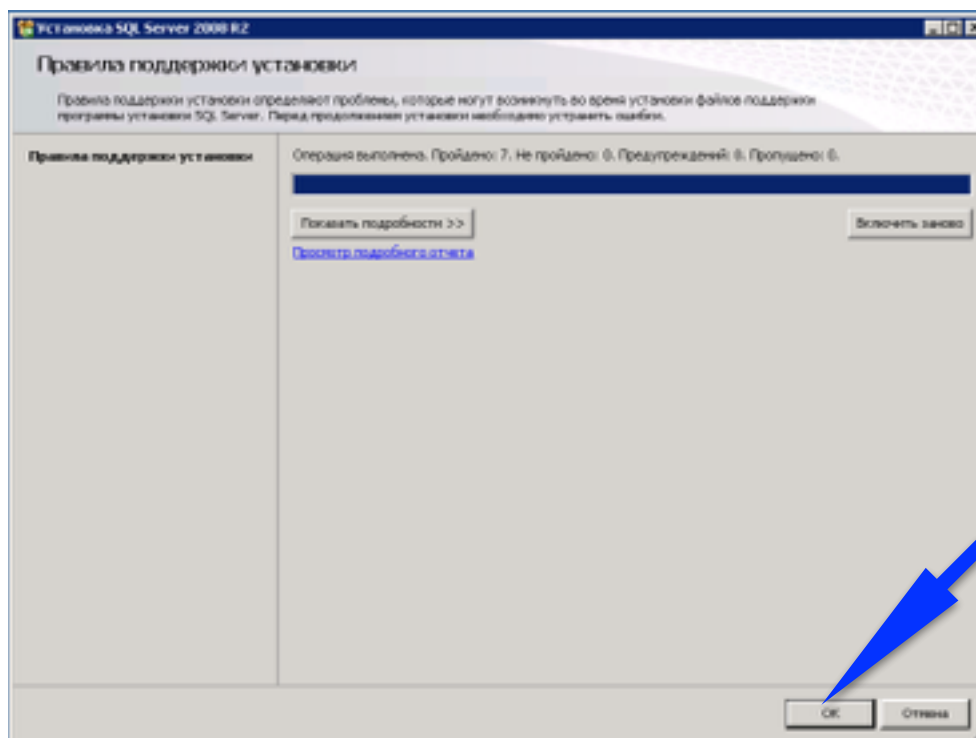 Установка SQL Server 2008 R2
Правила поддержки установки
Правила поддержки установки определяют проблемы, которые могут возникнуть во время установки файлов поддержки
программы установки SQL Server. Перед продолжением установки необходимо устранить ошибки.
Правила поддержки установки
Операция выполнена. Пройдено: 7. Не пройдено: 0. Предупреждений: 0. Пропущено: 0.
Показать подробности >>
Включить заново
Просмотр подробного отчета
ОК
Отмена